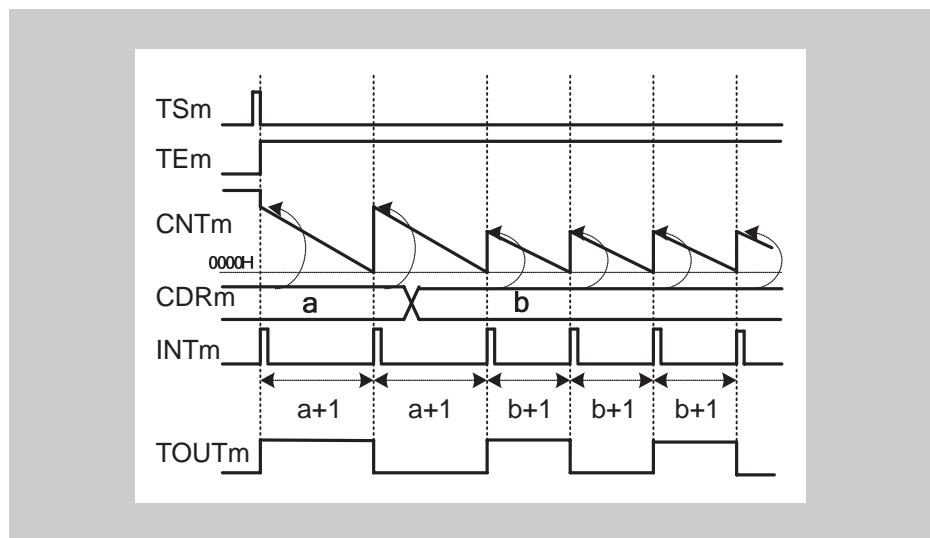 TSm
TEm
CNTm
0000H
CDRm
a
b
INTm
a+1 a+1 b+1 b+1 b+1
TOUTm